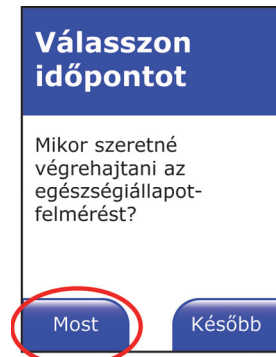 Válasszon
időpontot
Mikor szeretné
végrehajtani az
egészségiállapot-
felmérést?
Most
Később